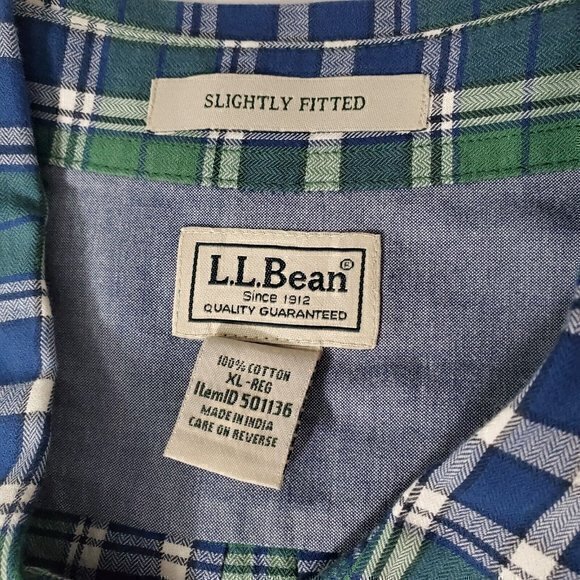 SLIGHTLY FITTED
L.L.Bean®
Since 1912
QUALITY GUARANTEED
100% COTTON
XL-REG
ItemID 501136
MADE IN INDIA
CARE ON REVERSE